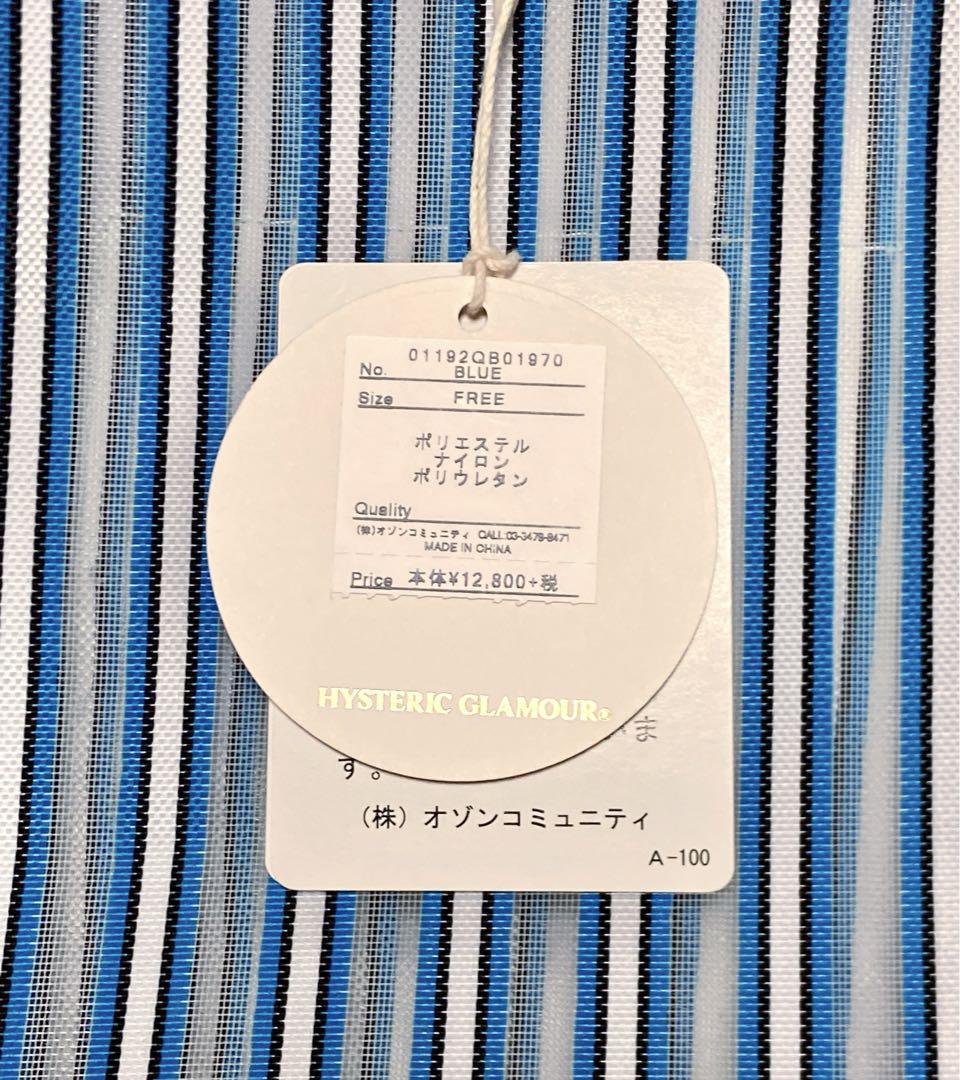 01192QB01970
No. BLUE
Size FREE
ポリエステル
ナイロン
ポリウレタン
Quality
(株)オゾンコミュニティ CALL:03-3478-8471
MADE IN CHINA
Price 本体¥12,800+税
HYSTERIC GLAMOUR®
ま
す。
(株)オゾンコミュニティ
A-100